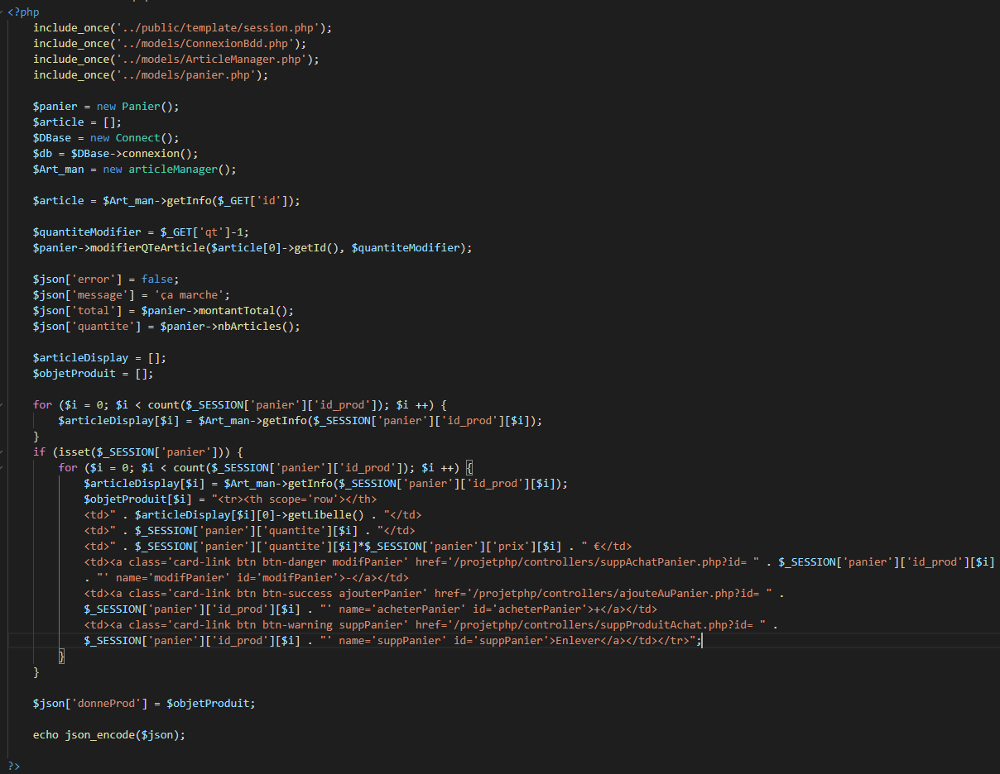 <?php
include_once('../public/template/session.php');
include_once('../models/ConnexionBdd.php');
include_once('../models/ArticleManager.php');
include_once('../models/panier.php');
$panier = new Panier();
$article = [];
$DBase = new Connect();
$db = $DBase->connexion();
$Art_man = new articleManager();
$article = $Art_man->getInfo($_GET['id']);
$quantiteModifier = $_GET['qt']-1;
$panier->modifierQTeArticle($article[0]->getId(), $quantiteModifier);
$json['error'] = false;
$json['message'] = 'ça marche';
$json['total'] = $panier->montantTotal();
$json['quantite'] = $panier->nbArticles();
$articleDisplay = [];
$objetProduit = [];
for ($i = 0; $i < count($_SESSION['panier']['id_prod']); $i ++) {
$articleDisplay[$i] = $Art_man->getInfo($_SESSION['panier']['id_prod'][$i]);
}
if (isset($_SESSION['panier'])) {
for ($i = 0; $i < count($_SESSION['panier']['id_prod']); $i ++) {
$articleDisplay[$i] = $Art_man->getInfo($_SESSION['panier']['id_prod'][$i]);
$objetProduit[$i] = "<tr><th scope='row'></th>
<td>" . $articleDisplay[$i][0]->getLibelle() . "</td>
<td>" . $_SESSION['panier']['quantite'][$i] . "</td>
<td>" . $_SESSION['panier']['quantite'][$i]*$_SESSION['panier']['prix'][$i] . " €</td>
<td><a class='card-link btn btn-danger modifPanier' href='/projetphp/controllers/suppAchatPanier.php?id= " . $_SESSION['panier']['id_prod'][$i]
. "' name='modifPanier' id='modifPanier'>-</a></td>
<td><a class='card-link btn btn-success ajouterPanier' href='/projetphp/controllers/ajouteAuPanier.php?id= " .
$_SESSION['panier']['id_prod'][$i] . "' name='acheterPanier' id='acheterPanier'>+</a></td>
<td><a class='card-link btn btn-warning suppPanier' href='/projetphp/controllers/suppProduitAchat.php?id= " .
$_SESSION['panier']['id_prod'][$i] . "' name='suppPanier' id='suppPanier'>Enlever</a></td></tr>";
}
}
$json['donneProd'] = $objetProduit;
echo json_encode($json);
?>